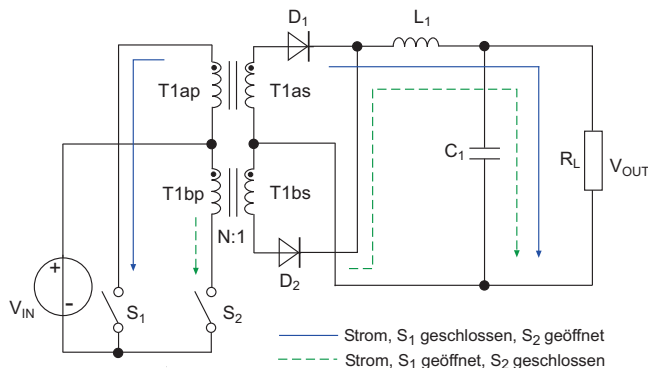 D1
L1
T1ap
T1as
C1
RL
VOUT
T1bp
T1bs
N:1
D2
+
-
VIN
S1
S2
Strom, S1 geschlossen, S2 geöffnet
Strom, S1 geöffnet, S2 geschlossen